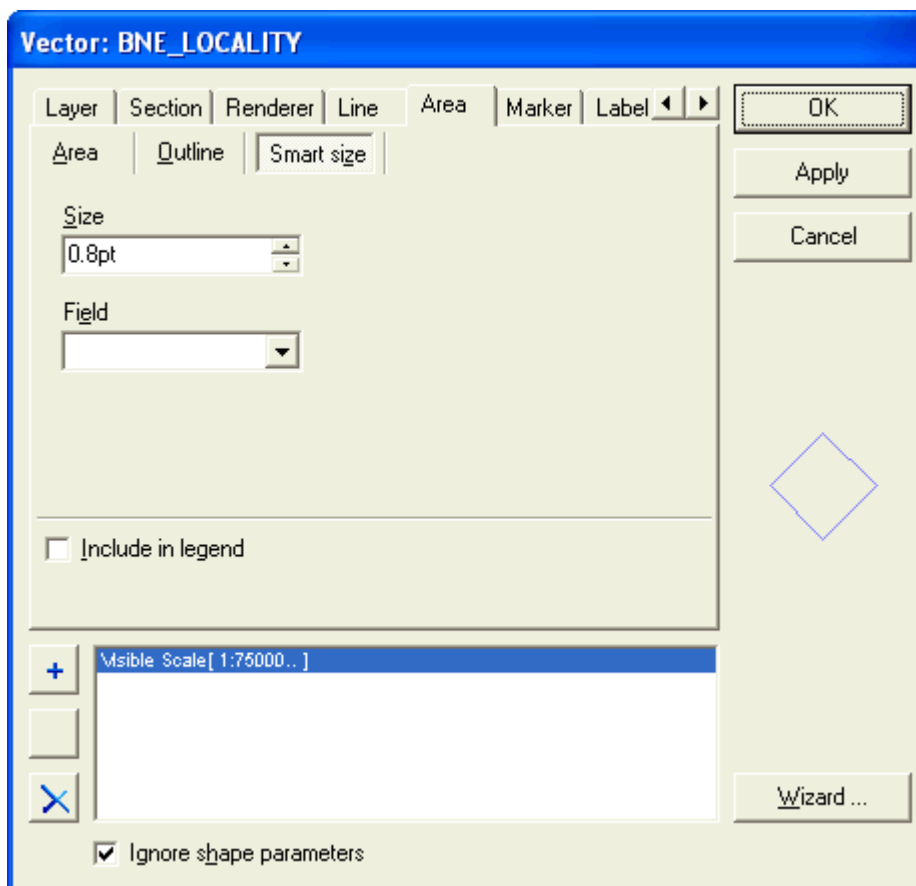 Vector: BNE_LOCALITY
Layer Section Renderer Line Area Marker Label
Area Outline Smart size
Size
0.8pt
Field
Include in legend
Visible Scale[ 1:75000.. ]
Ignore shape parameters
OK
Apply
Cancel
Wizard ...